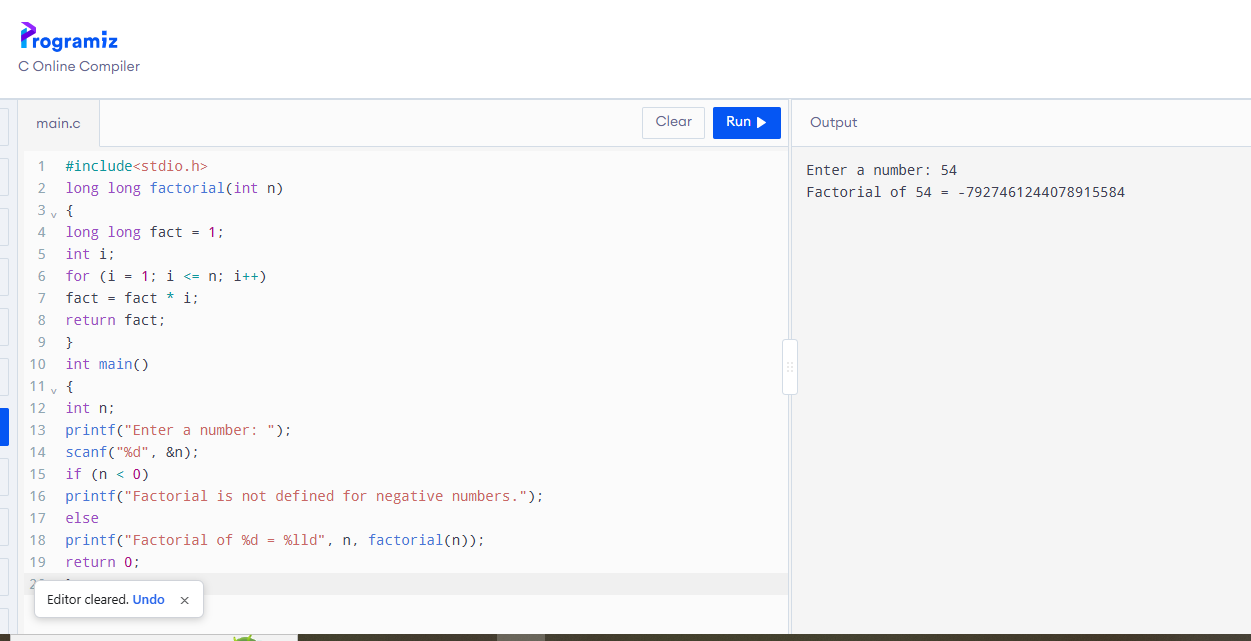 Programiz
C Online Compiler
main.c
Clear
Run
Output
1 #include<stdio.h>
2 long long factorial(int n)
3 {
4 long long fact = 1;
5 int i;
6 for (i = 1; i <= n; i++)
7 fact = fact * i;
8 return fact;
9 }
10 int main()
11 {
12 int n;
13 printf("Enter a number: ");
14 scanf("%d", &n);
15 if (n < 0)
16 printf("Factorial is not defined for negative numbers.");
17 else
18 printf("Factorial of %d = %lld", n, factorial(n));
19 return 0;
Editor cleared. Undo ×
Enter a number: 54
Factorial of 54 = -7927461244078915584